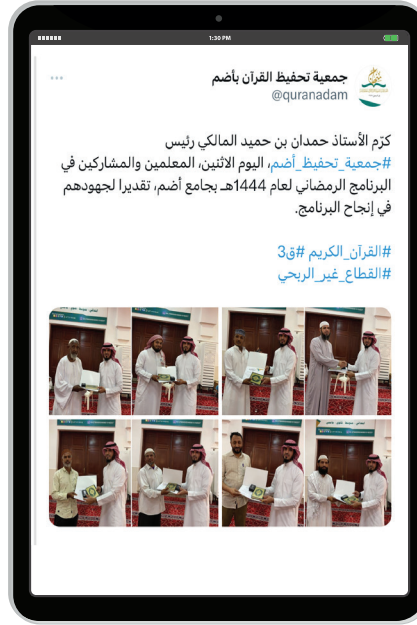 1:30 PM
جمعية تحفيظ القرآن بأضم
@quranadam
كرّم الأستاذ حمدان بن حميد المالكي رئيس
#جمعية_تحفيظ_أضم، اليوم الاثنين، المعلمين والمشاركين في
البرنامج الرمضاني لعام 1444هـ بجامع أضم، تقديرا لجهودهم
في إنجاح البرنامج.
#القرآن_الكريم #ق3
#القطاع_غير_الربحي